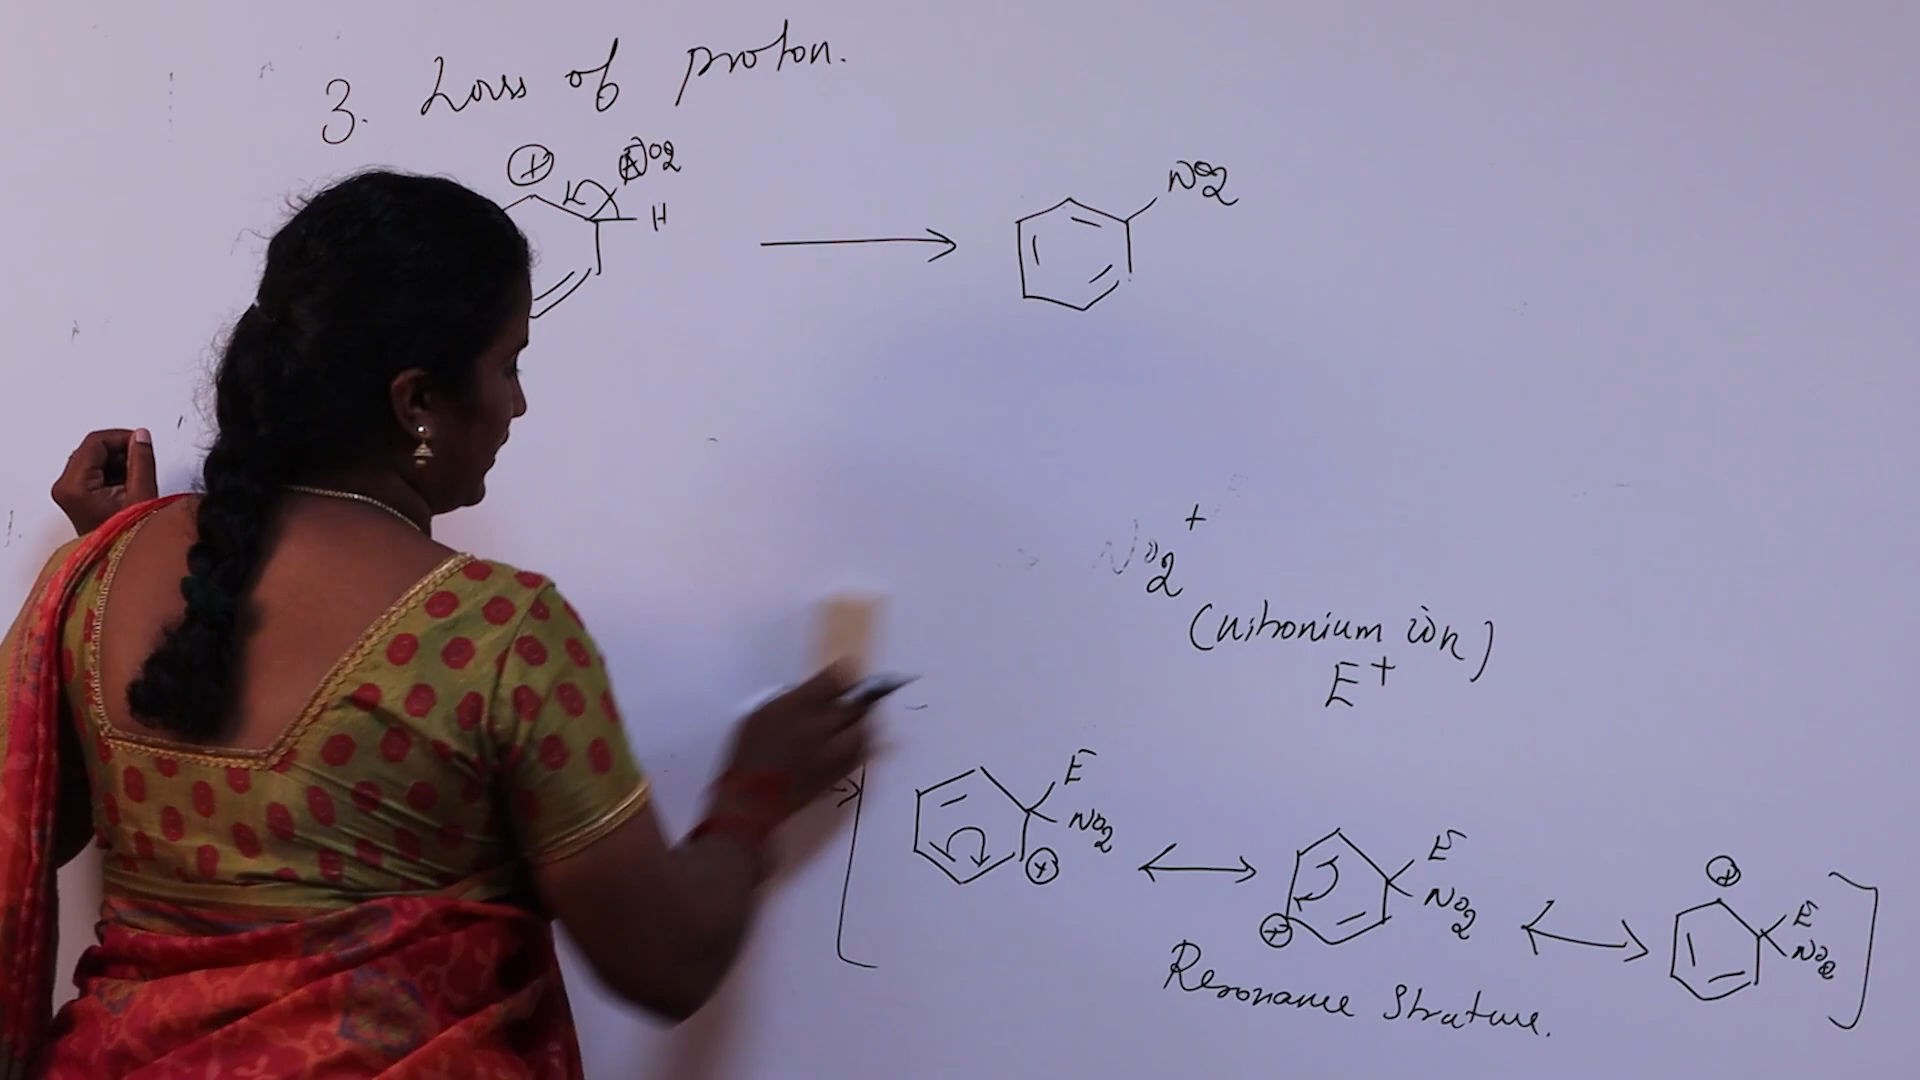 3. Loss of proton.
+
NO2
H
NO2
NO2 +
(nitronium ion)
E+
E
NO2
+
E
NO2
+
+
E
NO2
Resonance Structure.